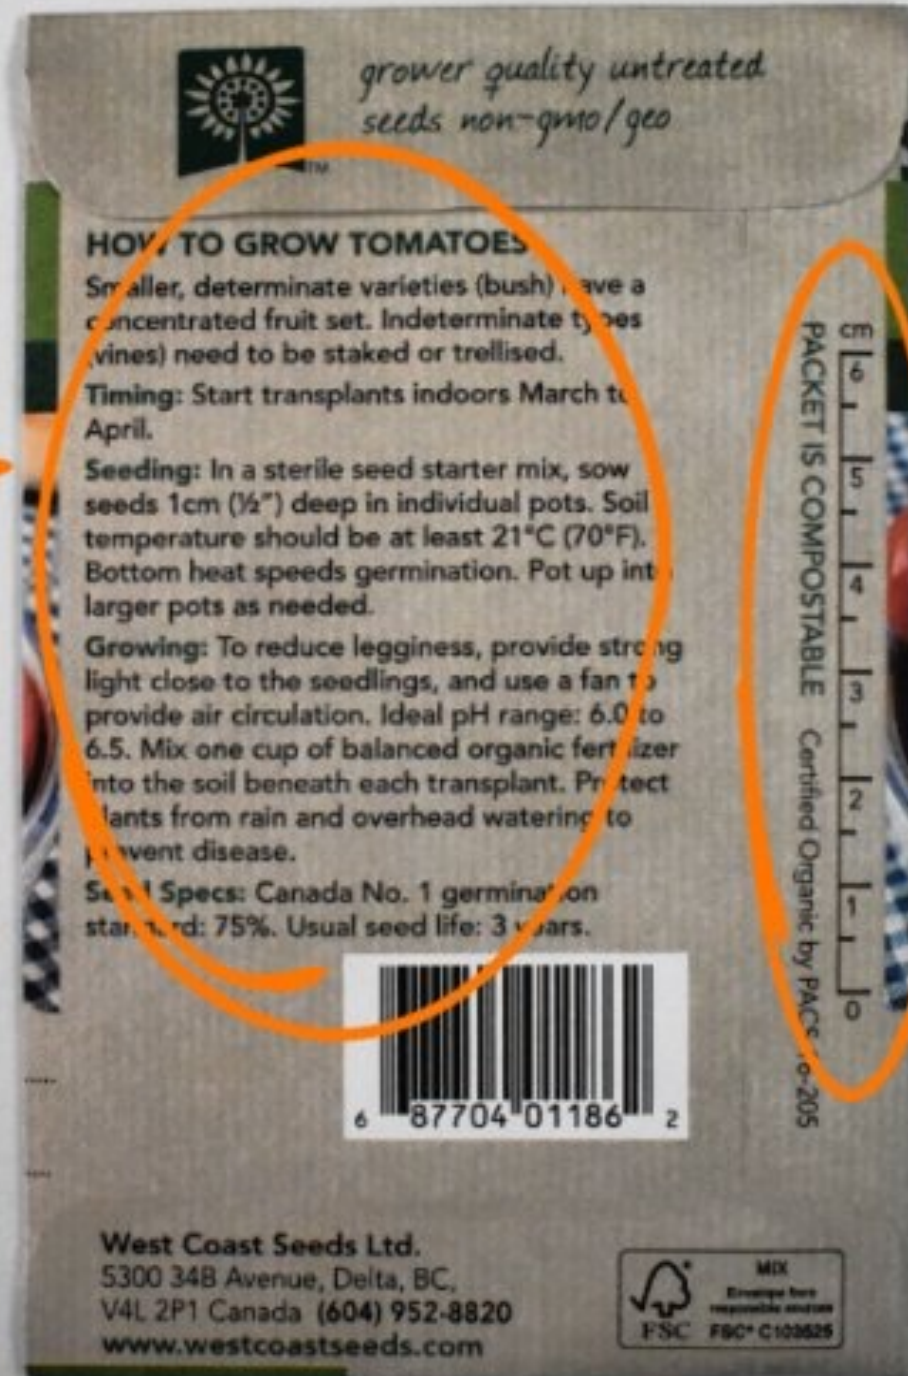 grower quality untreated
seeds non-gmo/geo
TM
HOW TO GROW TOMATOES
Smaller, determinate varieties (bush) have a
concentrated fruit set. Indeterminate types
(vines) need to be staked or trellised.
Timing: Start transplants indoors March to
April.
Seeding: In a sterile seed starter mix, sow
seeds 1cm (½") deep in individual pots. Soil
temperature should be at least 21°C (70°F).
Bottom heat speeds germination. Pot up into
larger pots as needed.
Growing: To reduce legginess, provide strong
light close to the seedlings, and use a fan to
provide air circulation. Ideal pH range: 6.0 to
6.5. Mix one cup of balanced organic fertilizer
into the soil beneath each transplant. Protect
plants from rain and overhead watering to
prevent disease.
Seed Specs: Canada No. 1 germination
standard: 75%. Usual seed life: 3 years.
6 87704 01186 2
PACKET IS COMPOSTABLE Certified Organic by PACS 16-205
cm
6
5
4
3
2
1
0
West Coast Seeds Ltd.
5300 34B Avenue, Delta, BC,
V4L 2P1 Canada (604) 952-8820
www.westcoastseeds.com
FSC
MIX
Envelope from
responsible sources
FSC® C103525